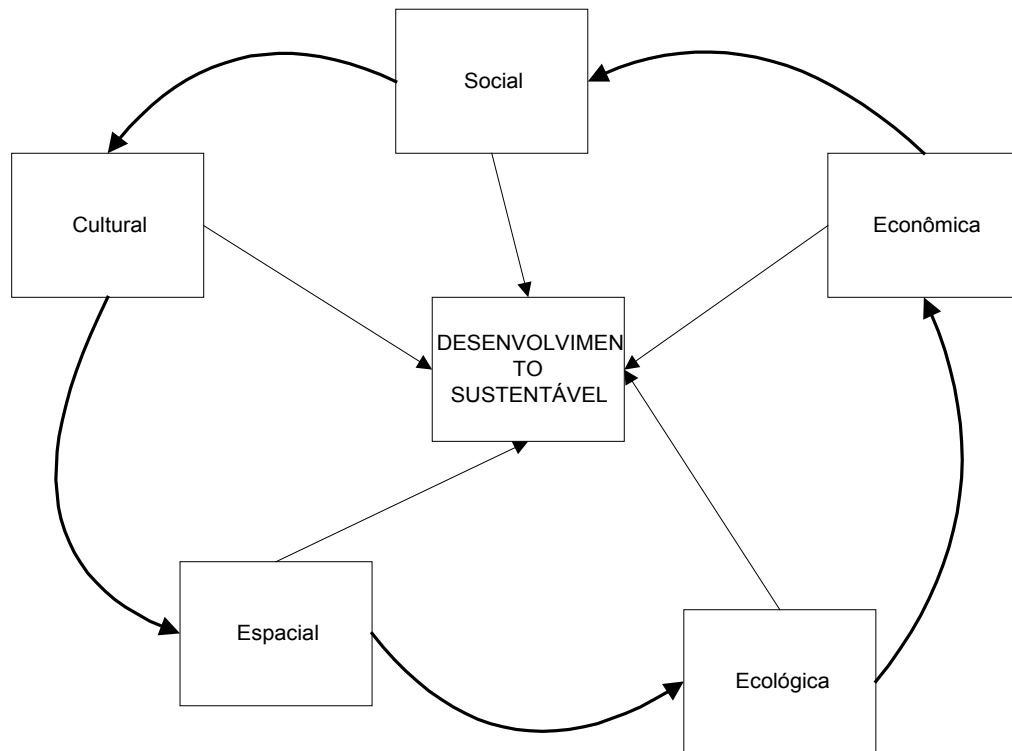 Social
Cultural
Econômica
DESENVOLVIMEN
TO
SUSTENTÁVEL
Espacial
Ecológica